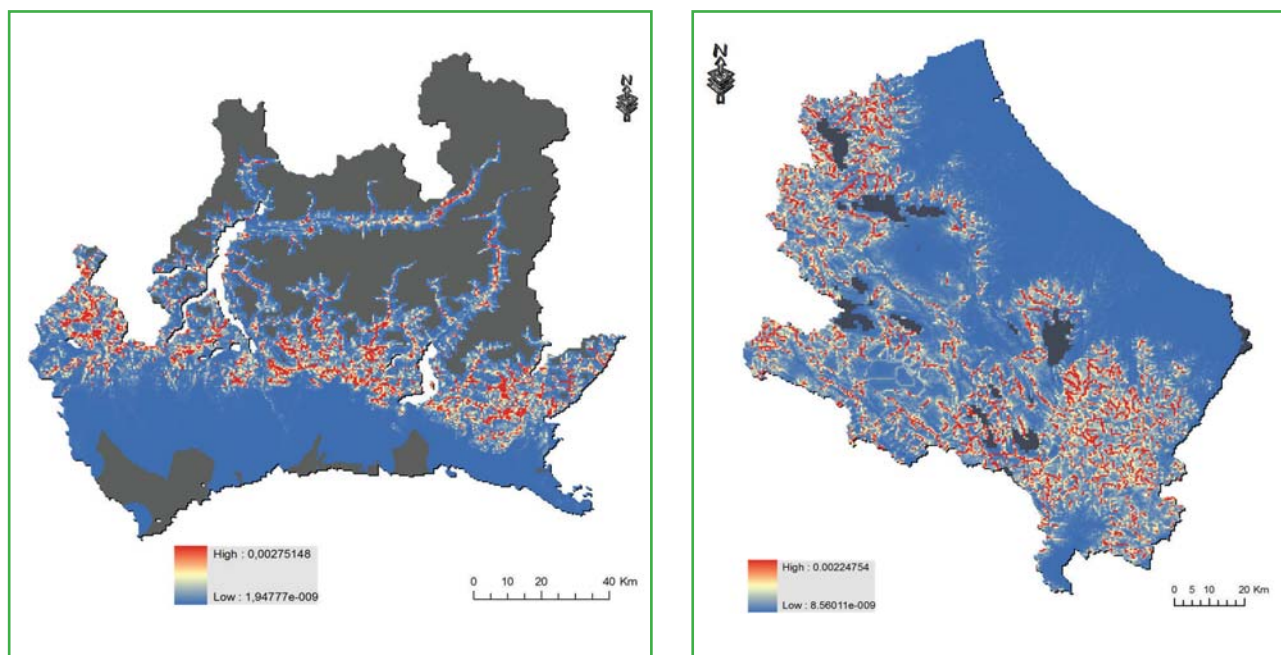 N
High : 0,00275148
Low : 1,94777e-009
0 10 20 40 Km
N
High : 0.00224754
Low : 8.56011e-009
0 5 10 20 Km